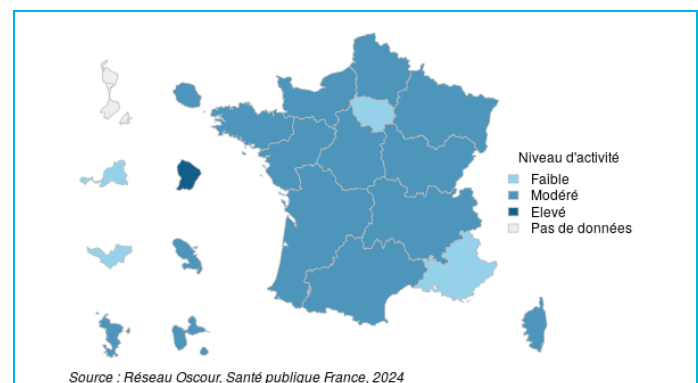 Niveau d'activité
Faible
Modéré
Elevé
Pas de données
Source : Réseau Oscour, Santé publique France, 2024